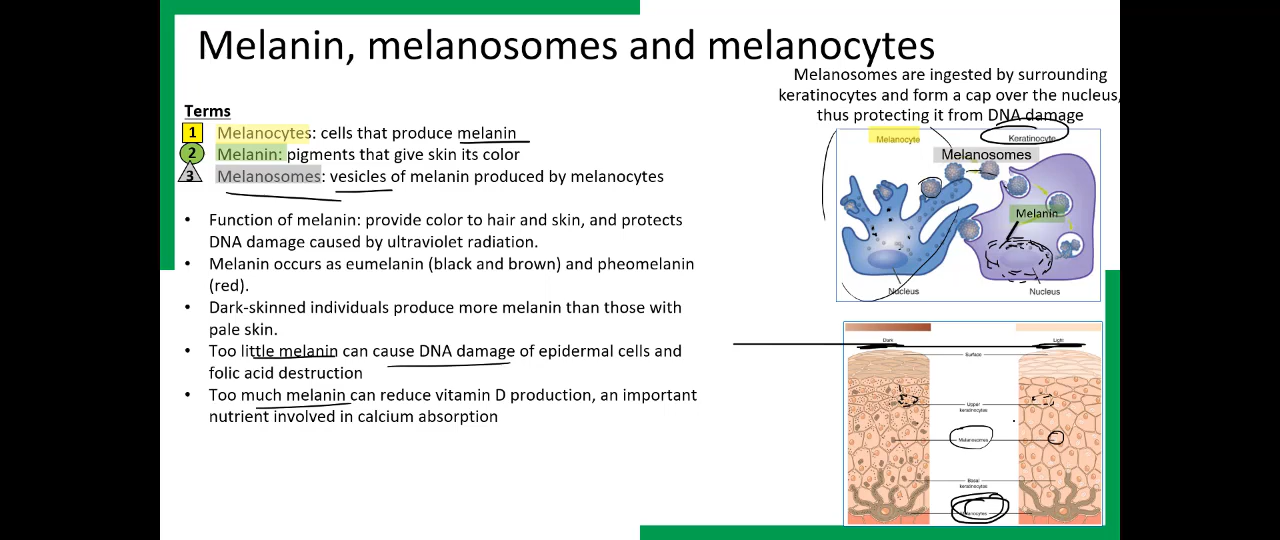 Melanin, melanosomes and melanocytes
Melanosomes are ingested by surrounding
keratinocytes and form a cap over the nucleus,
thus protecting it from DNA damage
Terms
1 Melanocytes: cells that produce melanin
2 Melanin: pigments that give skin its color
3 Melanosomes: vesicles of melanin produced by melanocytes
• Function of melanin: provide color to hair and skin, and protects
DNA damage caused by ultraviolet radiation.
• Melanin occurs as eumelanin (black and brown) and pheomelanin
(red).
• Dark-skinned individuals produce more melanin than those with
pale skin.
• Too little melanin can cause DNA damage of epidermal cells and
folic acid destruction
• Too much melanin can reduce vitamin D production, an important
nutrient involved in calcium absorption
Melanocyte
Keratinocyte
Melanosomes
Melanin
Nucleus
Nucleus
Dark
Light
Surface
Upper
keratinocytes
Melanosomes
Basal
keratinocytes
Melanocytes